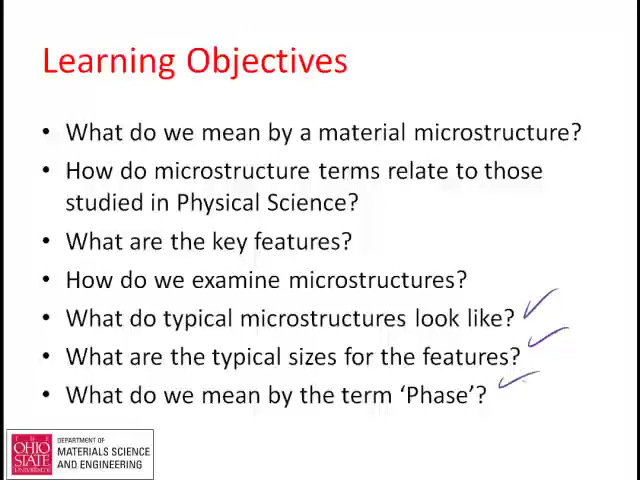 Learning Objectives
• What do we mean by a material microstructure?
• How do microstructure terms relate to those
studied in Physical Science?
• What are the key features?
• How do we examine microstructures?
• What do typical microstructures look like?
• What are the typical sizes for the features?
• What do we mean by the term ‘Phase’?
THE
OHIO
STATE
UNIVERSITY
DEPARTMENT OF
MATERIALS SCIENCE
AND ENGINEERING